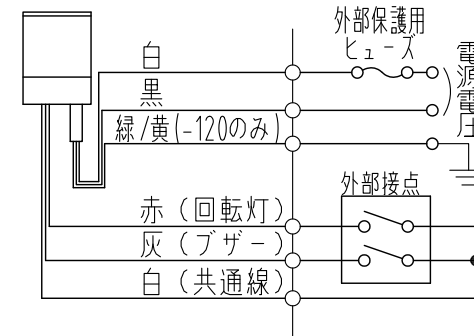 外部保護用
ヒューズ
白
黒
緑/黄(-120のみ)
電源電圧
外部接点
赤(回転灯)
灰(ブザー)
白(共通線)